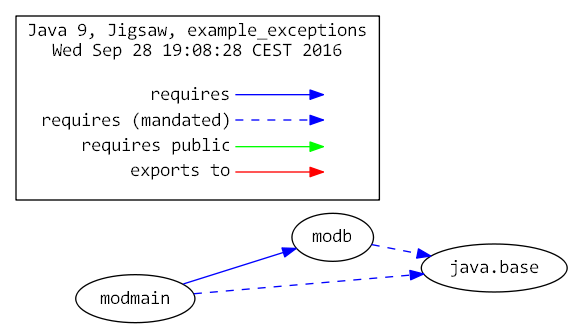 Java 9, Jigsaw, example_exceptions
Wed Sep 28 19:08:28 CEST 2016
requires
requires (mandated)
requires public
exports to
modb
java.base
modmain